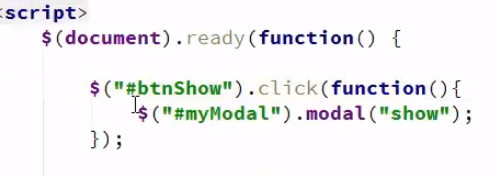 <script>
$(document).ready(function() {
$("#btnShow").click(function(){
$("#myModal").modal("show");
});